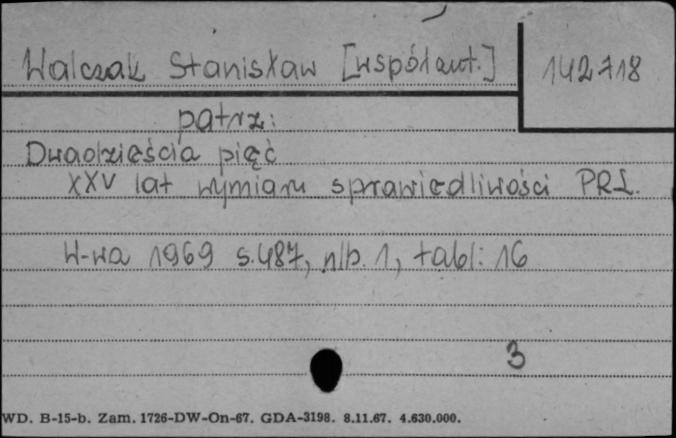 Walczak Stanisław [współaut.] 142718
patrz:
Dwadzieścia pięć
XXV lat wymiaru sprawiedliwości PRL.
W-wa 1969 s.487, nlb. 1, tabl: 16
3
WD. B-15-b. Zam. 1726-DW-On-67. GDA-3198. 8.11.67. 4.630.000.